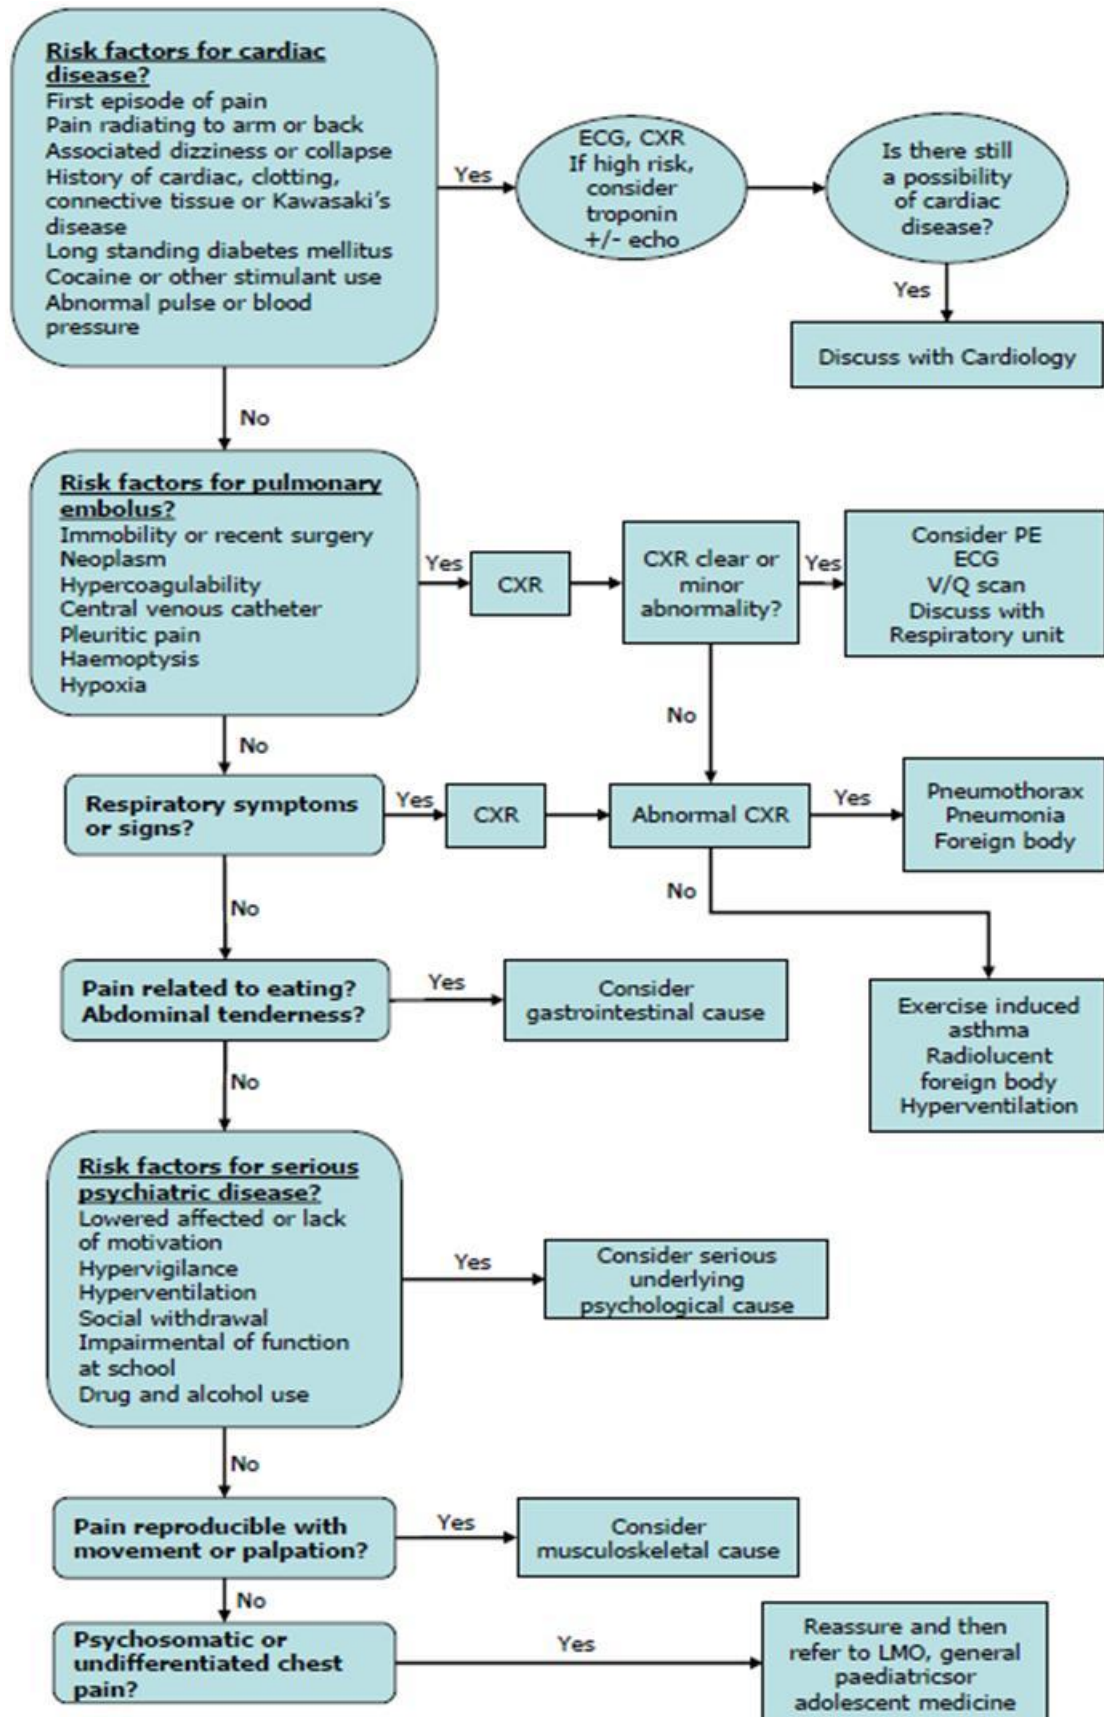 Risk factors for cardiac
disease?
First episode of pain
Pain radiating to arm or back
Associated dizziness or collapse
History of cardiac, clotting,
connective tissue or Kawasaki's
disease
Long standing diabetes mellitus
Cocaine or other stimulant use
Abnormal pulse or blood
pressure
Yes
ECG, CXR
If high risk,
consider
troponin
+/- echo
Is there still
a possibility
of cardiac
disease?
Yes
Discuss with Cardiology
No
Risk factors for pulmonary
embolus?
Immobility or recent surgery
Neoplasm
Hypercoagulability
Central venous catheter
Pleuritic pain
Haemoptysis
Hypoxia
Yes
CXR
CXR clear or
minor
abnormality?
Yes
Consider PE
ECG
V/Q scan
Discuss with
Respiratory unit
No
No
Respiratory symptoms
or signs?
Yes
CXR
Abnormal CXR
Yes
Pneumothorax
Pneumonia
Foreign body
No
No
Exercise induced
asthma
Radiolucent
foreign body
Hyperventilation
Pain related to eating?
Abdominal tenderness?
Yes
Consider
gastrointestinal cause
No
Risk factors for serious
psychiatric disease?
Lowered affected or lack
of motivation
Hypervigilance
Hyperventilation
Social withdrawal
Impairmental of function
at school
Drug and alcohol use
Yes
Consider serious
underlying
psychological cause
No
Pain reproducible with
movement or palpation?
Yes
Consider
musculoskeletal cause
No
Psychosomatic or
undifferentiated chest
pain?
Yes
Reassure and then
refer to LMO, general
paediatricsor
adolescent medicine